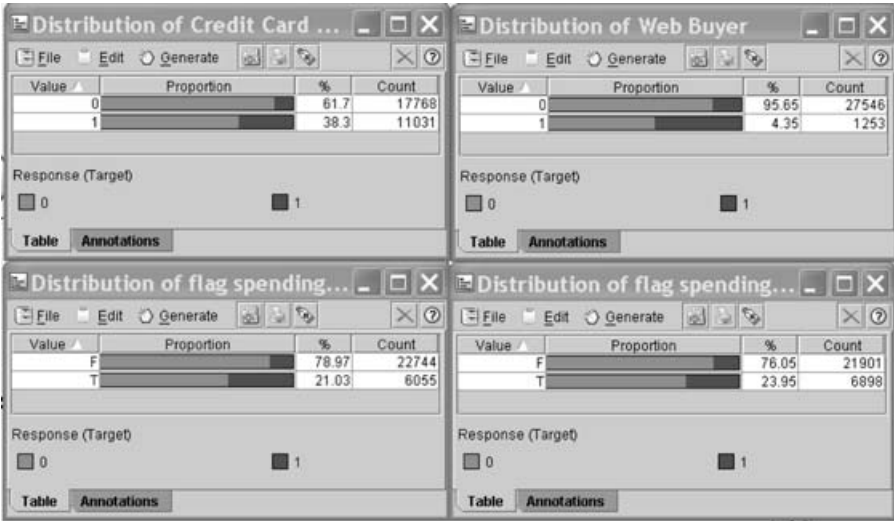 Distribution of Credit Card ...
File Edit Generate
Value Proportion % Count
0 61.7 17768
1 38.3 11031
Response (Target)
0 1
Table Annotations
Distribution of Web Buyer
File Edit Generate
Value Proportion % Count
0 95.65 27546
1 4.35 1253
Response (Target)
0 1
Table Annotations
Distribution of flag spending...
File Edit Generate
Value Proportion % Count
F 78.97 22744
T 21.03 6055
Response (Target)
0 1
Table Annotations
Distribution of flag spending...
File Edit Generate
Value Proportion % Count
F 76.05 21901
T 23.95 6898
Response (Target)
0 1
Table Annotations